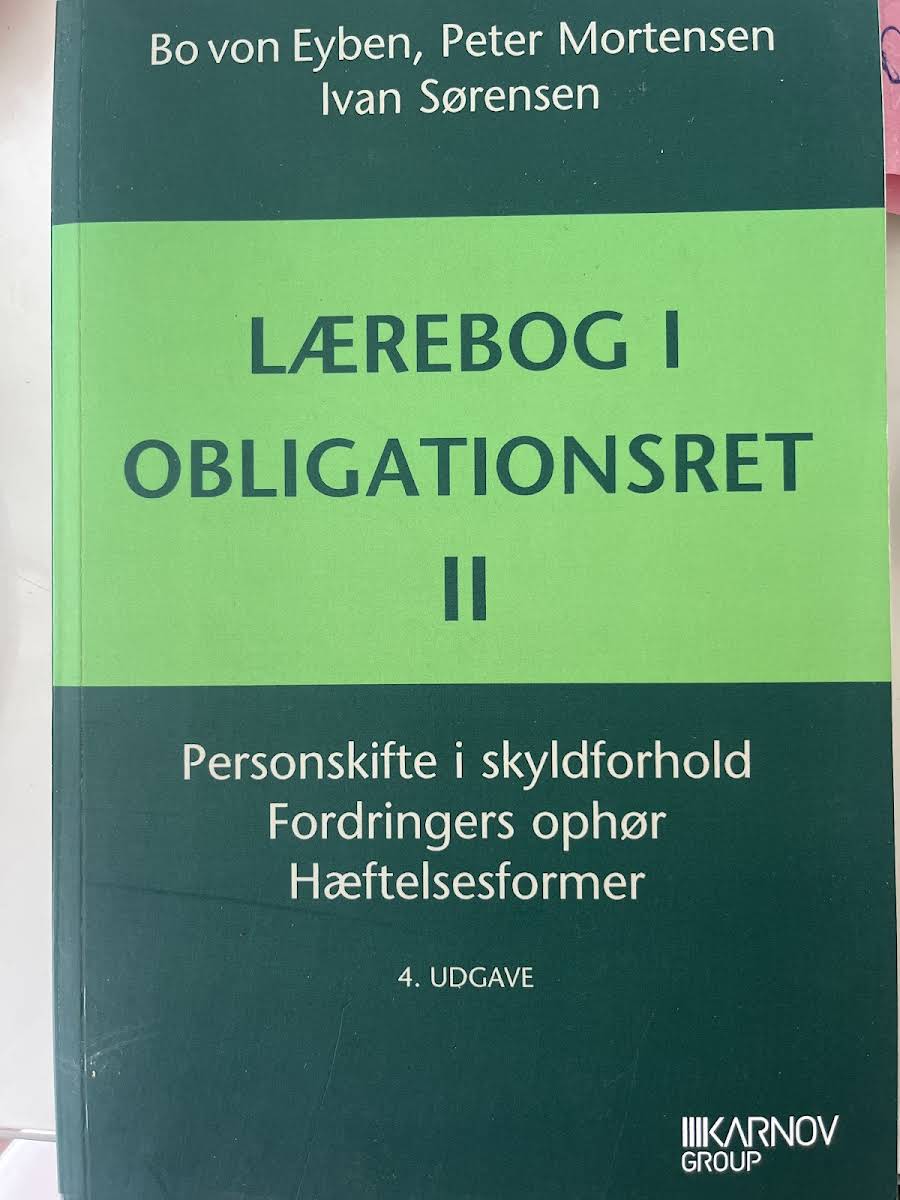 Bo von Eyben, Peter Mortensen
Ivan Sørensen
LÆREBOG I
OBLIGATIONSRET
II
Personskifte i skyldforhold
Fordringers ophør
Hæftelsesformer
4. UDGAVE
KARNOV
GROUP